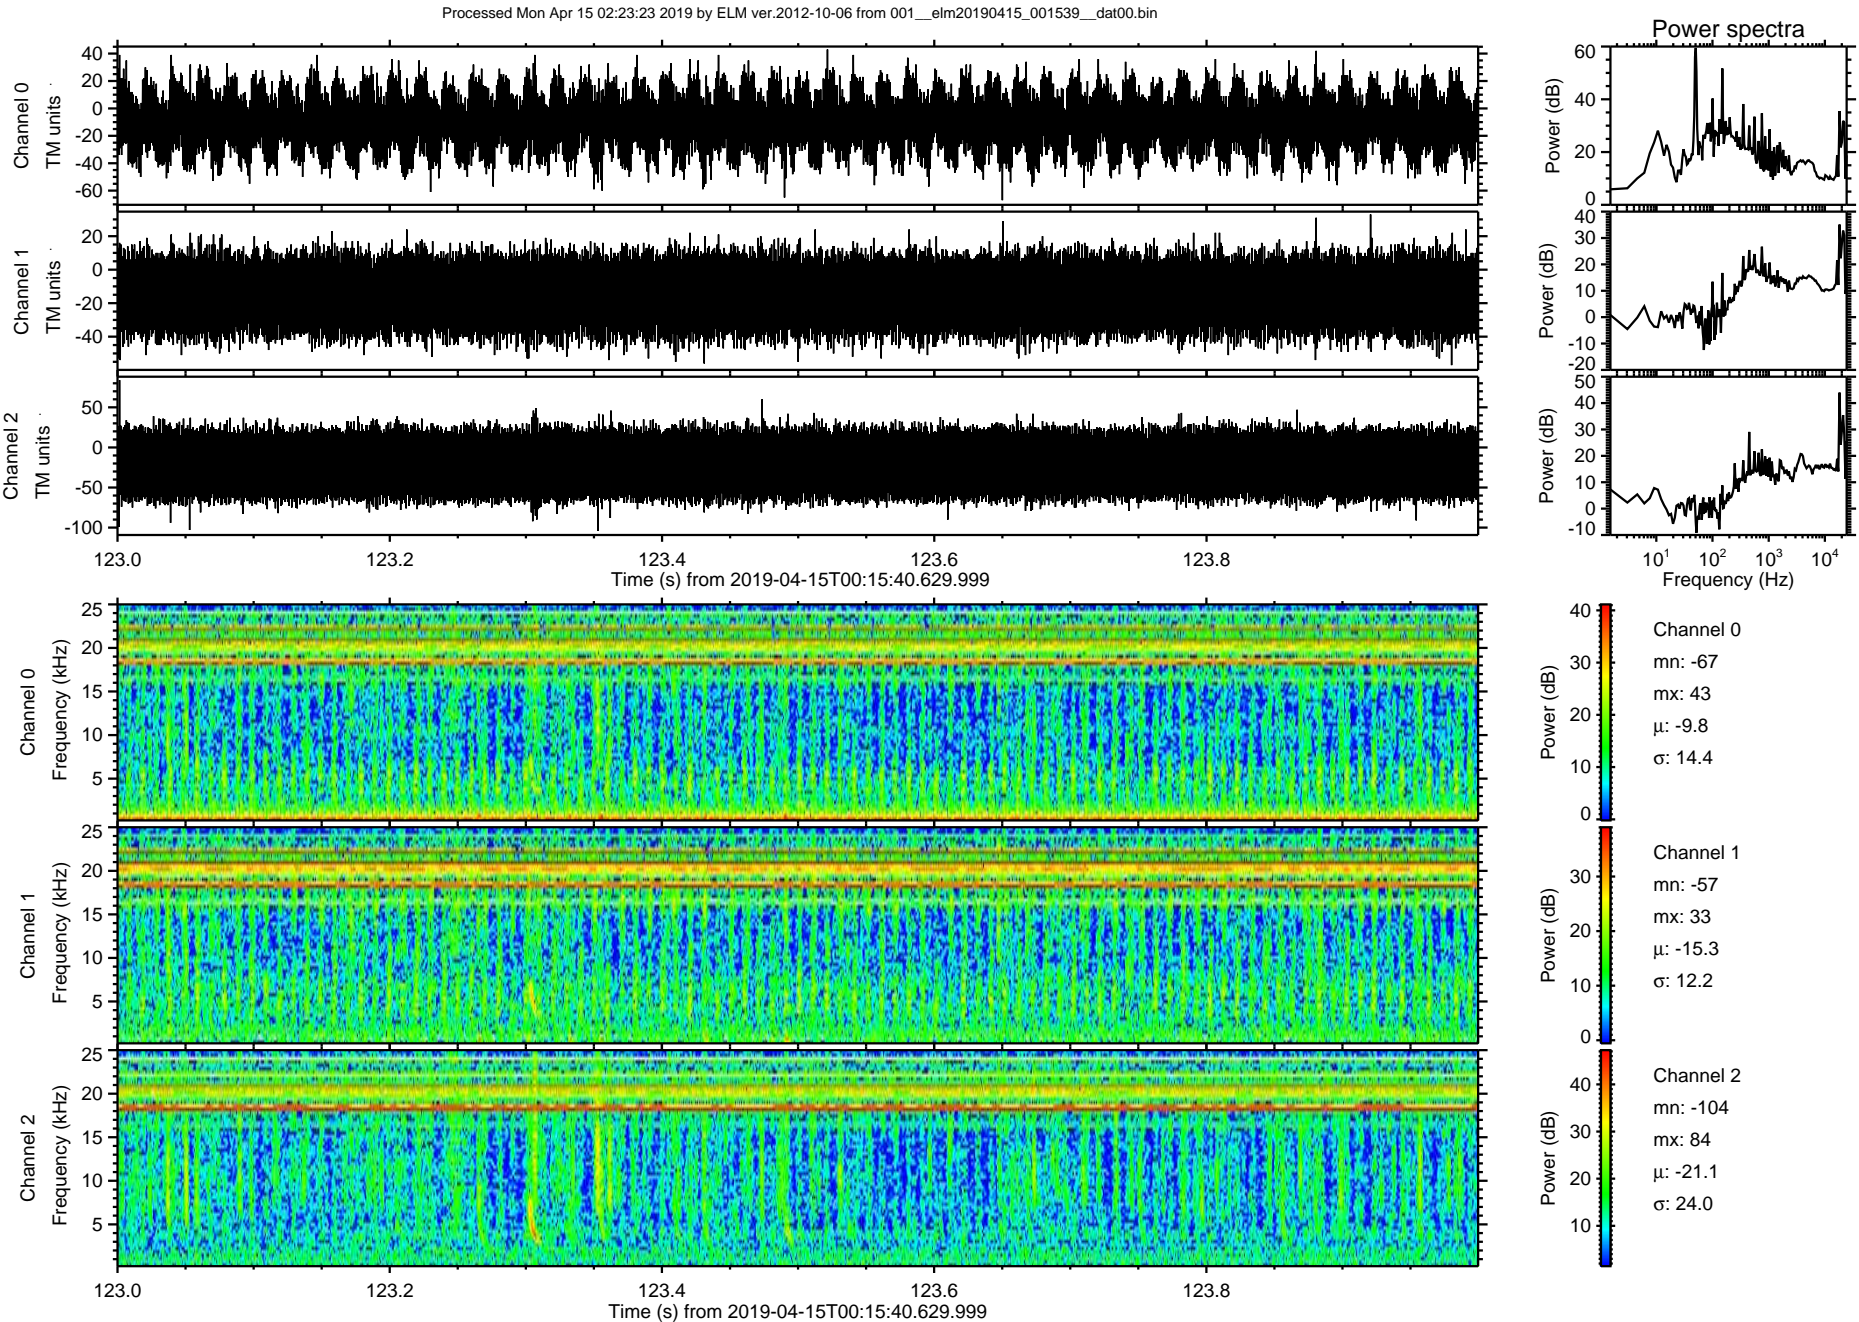 Processed Mon Apr 15 02:23:23 2019 by ELM ver.2012-10-06 from 001__elm20190415_001539__dat00.bin
Power spectra
Channel 0
TM units
40
20
0
-20
-40
-60
Power (dB)
60
40
20
0
Channel 1
TM units
20
0
-20
-40
Power (dB)
40
30
20
10
0
-10
-20
Channel 2
TM units
50
0
-50
-100
Power (dB)
50
40
30
20
10
0
-10
123.0 123.2 123.4 123.6 123.8
Time (s) from 2019-04-15T00:15:40.629.999
10¹ 10² 10³ 10⁴
Frequency (Hz)
Channel 0
Frequency (kHz)
25
20
15
10
5
Power (dB)
40
30
20
10
0
Channel 0
mn: -67
mx: 43
μ: -9.8
σ: 14.4
Channel 1
Frequency (kHz)
25
20
15
10
5
Power (dB)
30
20
10
0
Channel 1
mn: -57
mx: 33
μ: -15.3
σ: 12.2
Channel 2
Frequency (kHz)
25
20
15
10
5
Power (dB)
40
30
20
10
Channel 2
mn: -104
mx: 84
μ: -21.1
σ: 24.0
123.0 123.2 123.4 123.6 123.8
Time (s) from 2019-04-15T00:15:40.629.999